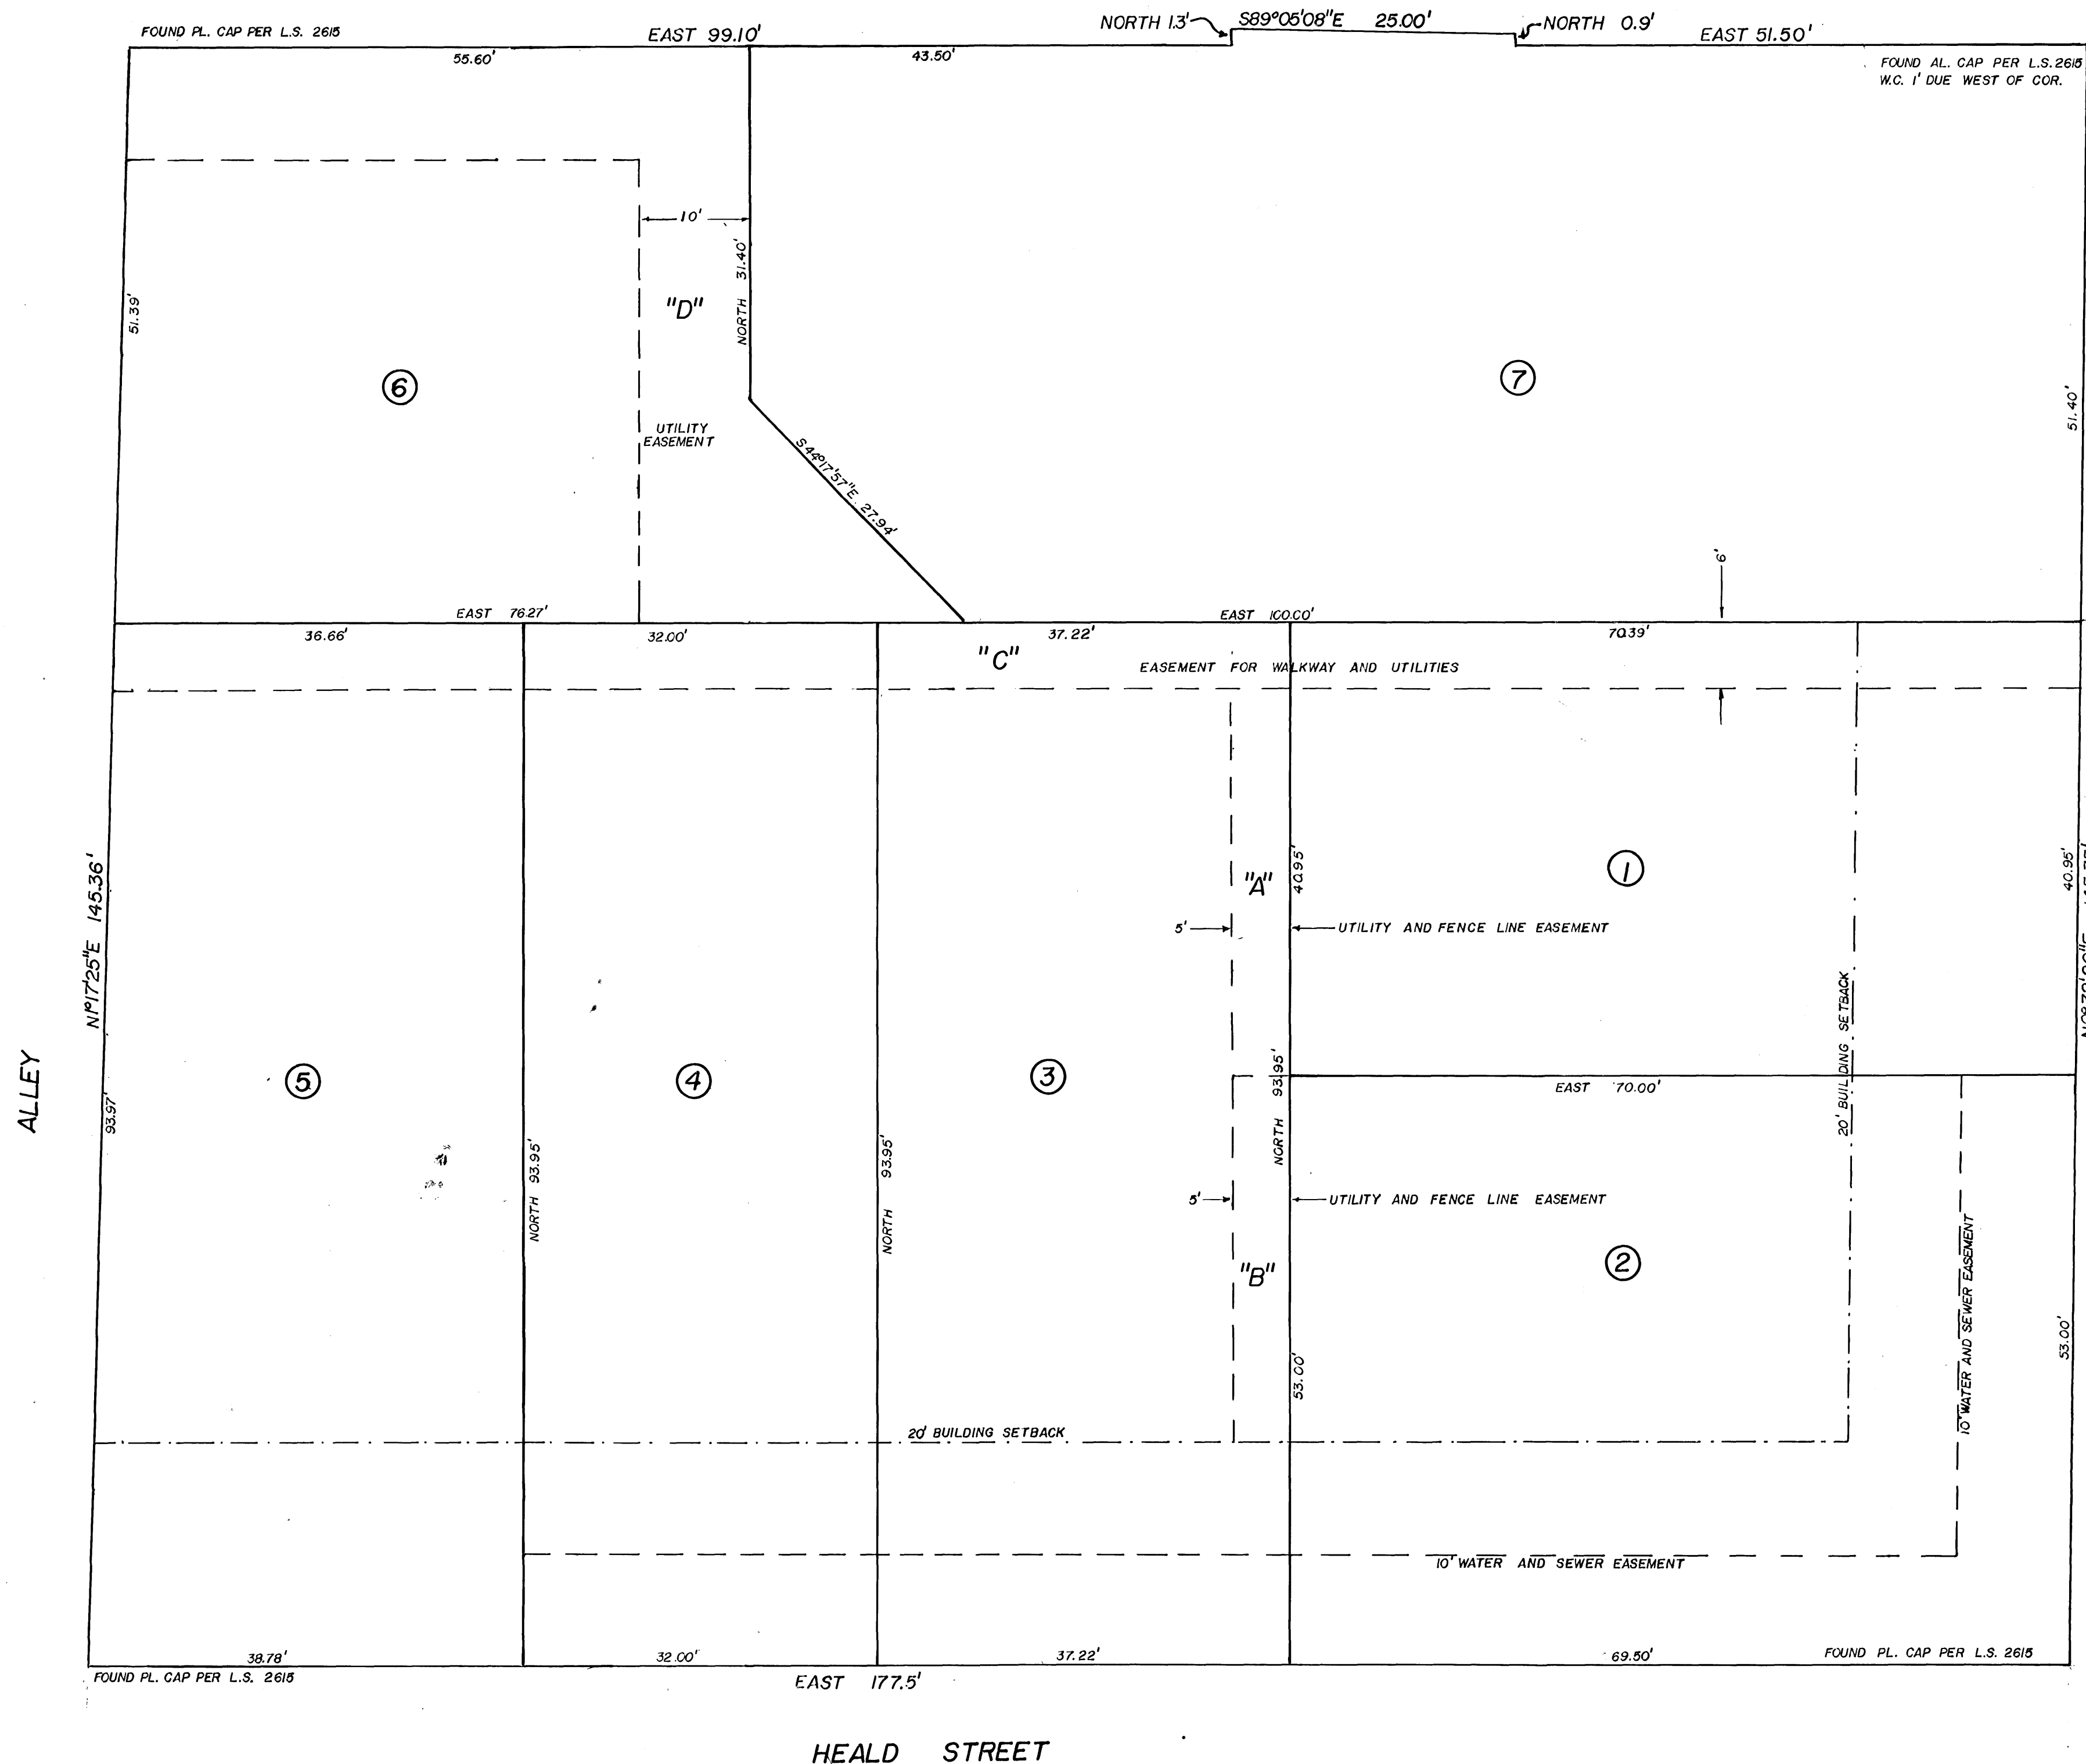 FOUND PL. CAP PER L.S. 2615
EAST 99.10'
NORTH 1.3'
S89°05'08"E 25.00'
NORTH 0.9'
EAST 51.50'
55.60'
43.50'
FOUND AL. CAP PER L.S. 2615
W.C. 1' DUE WEST OF COR.
10'
NORTH 31.40'
"D"
51.39'
6
7
51.40'
UTILITY
EASEMENT
S44°17'57"E 27.94'
6'
EAST 76.27'
EAST 100.00'
36.66'
32.00'
37.22'
70.39'
"C"
EASEMENT FOR WALKWAY AND UTILITIES
N1°17'25"E 145.36'
"A"
40.95'
1
40.95'
5'
UTILITY AND FENCE LINE EASEMENT
20' BUILDING SETBACK
ALLEY
93.97'
5
4
3
NORTH 93.95'
EAST 70.00'
NORTH 93.95'
NORTH 93.95'
5'
UTILITY AND FENCE LINE EASEMENT
"B"
2
10' WATER AND SEWER EASEMENT
53.00'
53.00'
20' BUILDING SETBACK
10' WATER AND SEWER EASEMENT
38.78'
32.00'
37.22'
69.50'
FOUND PL. CAP PER L.S. 2615
FOUND PL. CAP PER L.S. 2615
EAST 177.5'
HEALD STREET